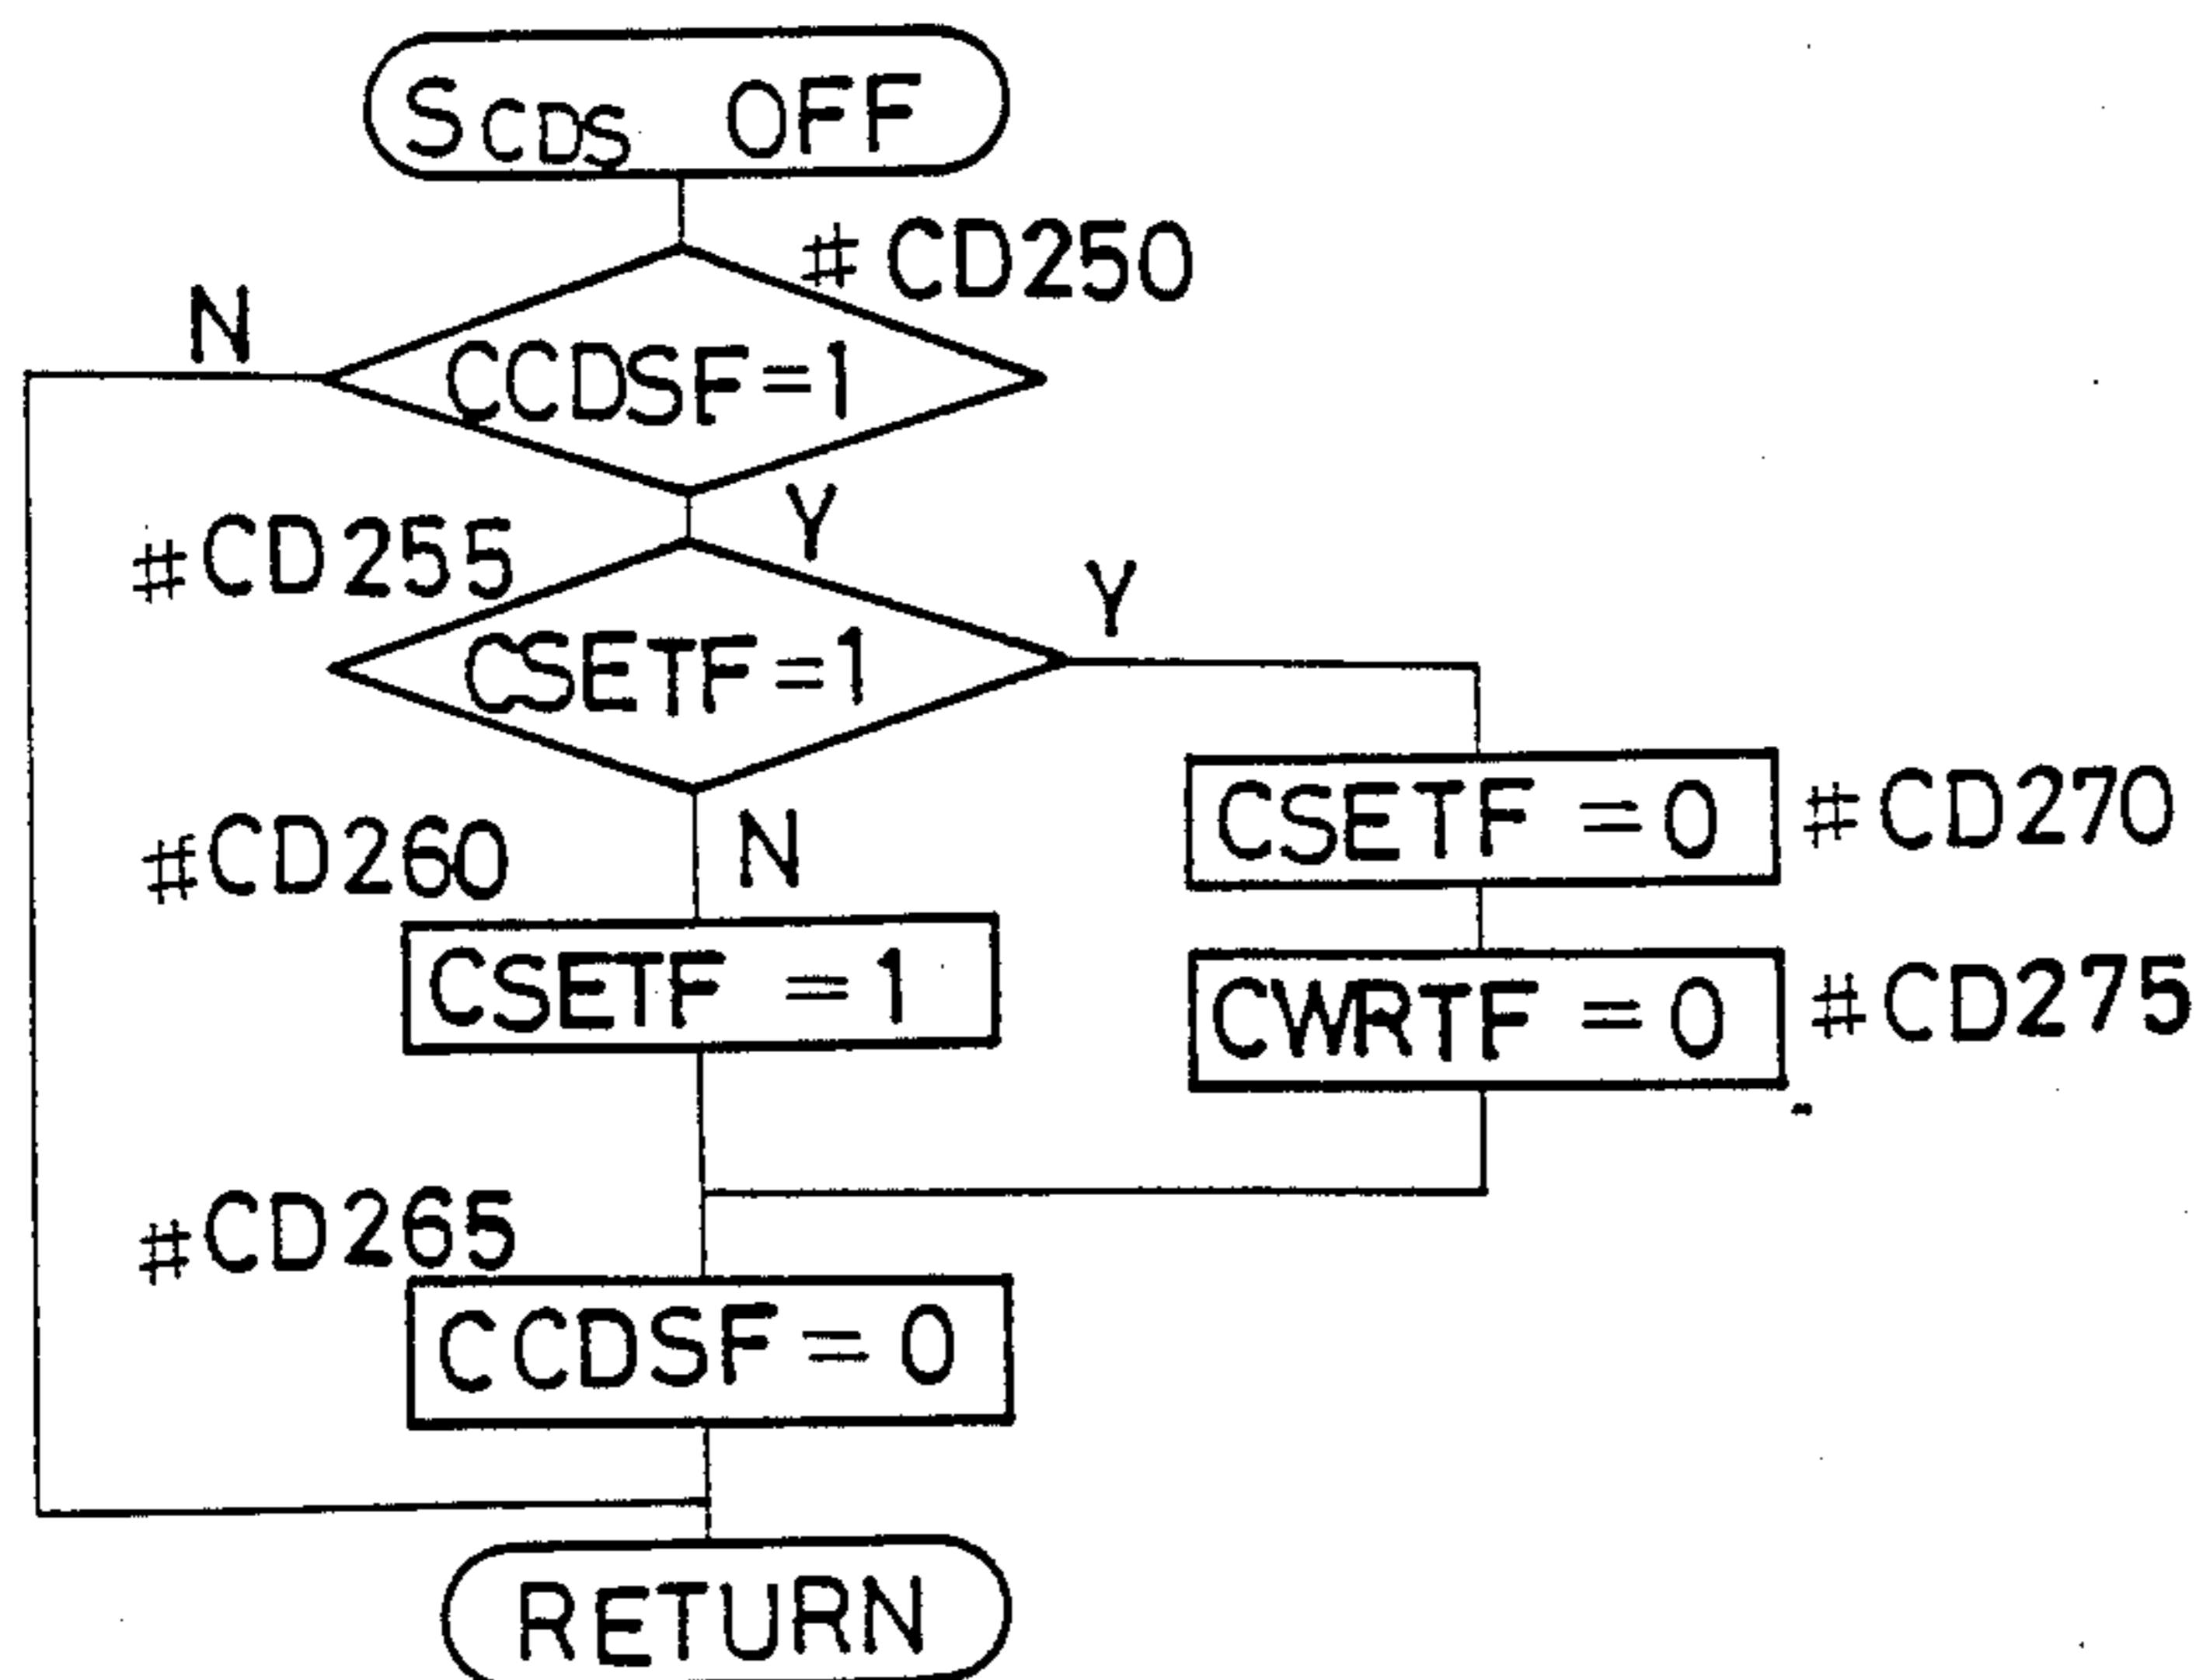 SCDS OFF
#CD250
N
CCDSF=1
Y
#CD255
Y
CSETF=1
#CD260
N
CSETF =0 #CD270
CSETF =1
CWRTF =0 #CD275
#CD265
CCDSF=0
RETURN